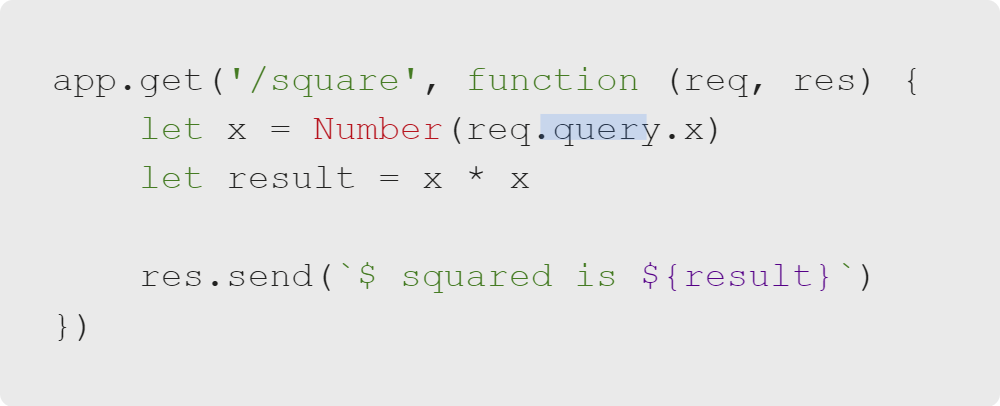 app.get('/square', function (req, res) {
    let x = Number(req.query.x)
    let result = x * x
    res.send(`$ squared is ${result}`)
})